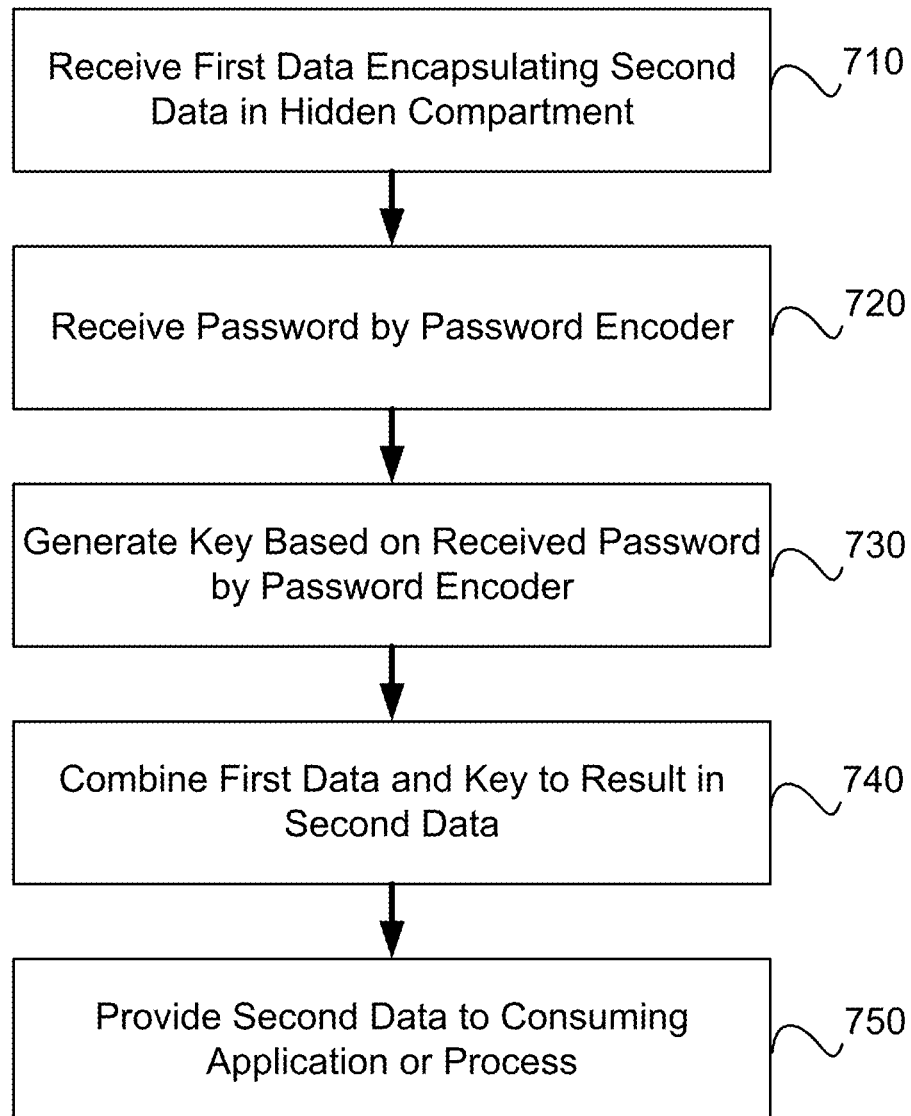 Receive First Data Encapsulating Second
Data in Hidden Compartment
710
Receive Password by Password Encoder
720
Generate Key Based on Received Password
by Password Encoder
730
Combine First Data and Key to Result in
Second Data
740
Provide Second Data to Consuming
Application or Process
750